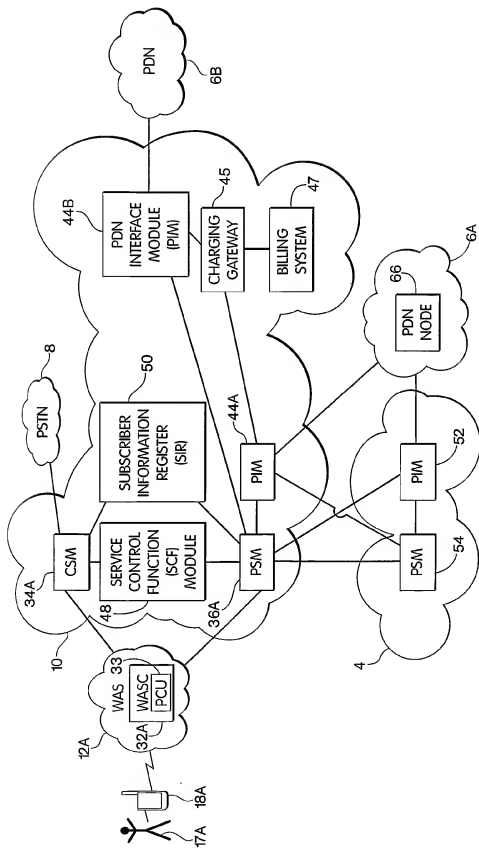 PDN
6B
44B
PDN
INTERFACE
MODULE
(PIM)
45
CHARGING
GATEWAY
47
BILLING
SYSTEM
8
PSTN
50
SUBSCRIBER
INFORMATION
REGISTER
(SIR)
34A
CSM
SERVICE
CONTROL
FUNCTION
(SCF)
MODULE
48
44A
PIM
36A
PSM
6A
66
PDN
NODE
PIM
52
PSM
54
4
10
12A
WAS
33
WASC
PCU
32A
18A
17A